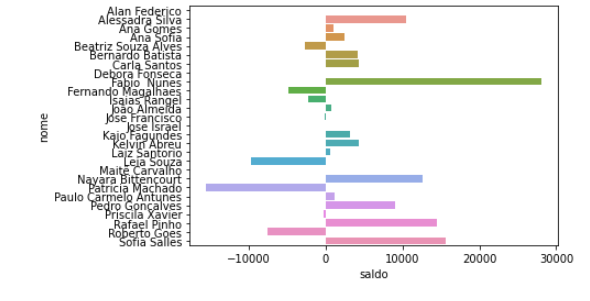 Alan Federico
Alessadra Silva
Ana Gomes
Ana Sofia
Beatriz Souza Alves
Bernardo Batista
Carla Santos
Debora Fonseca
Fabio Nunes
Fernando Magalhaes
Isaias Rangel
João Almeida
Jose Francisco
Jose Israel
Kaio Fagundes
Kelvin Abreu
Laiz Santorio
Leia Souza
Maite Carvalho
Nayara Bittencourt
Patricia Machado
Paulo Carmelo Antunes
Pedro Gonçalves
Priscila Xavier
Rafael Pinho
Roberto Goes
Sofia Salles
nome
−10000 0 10000 20000 30000
saldo